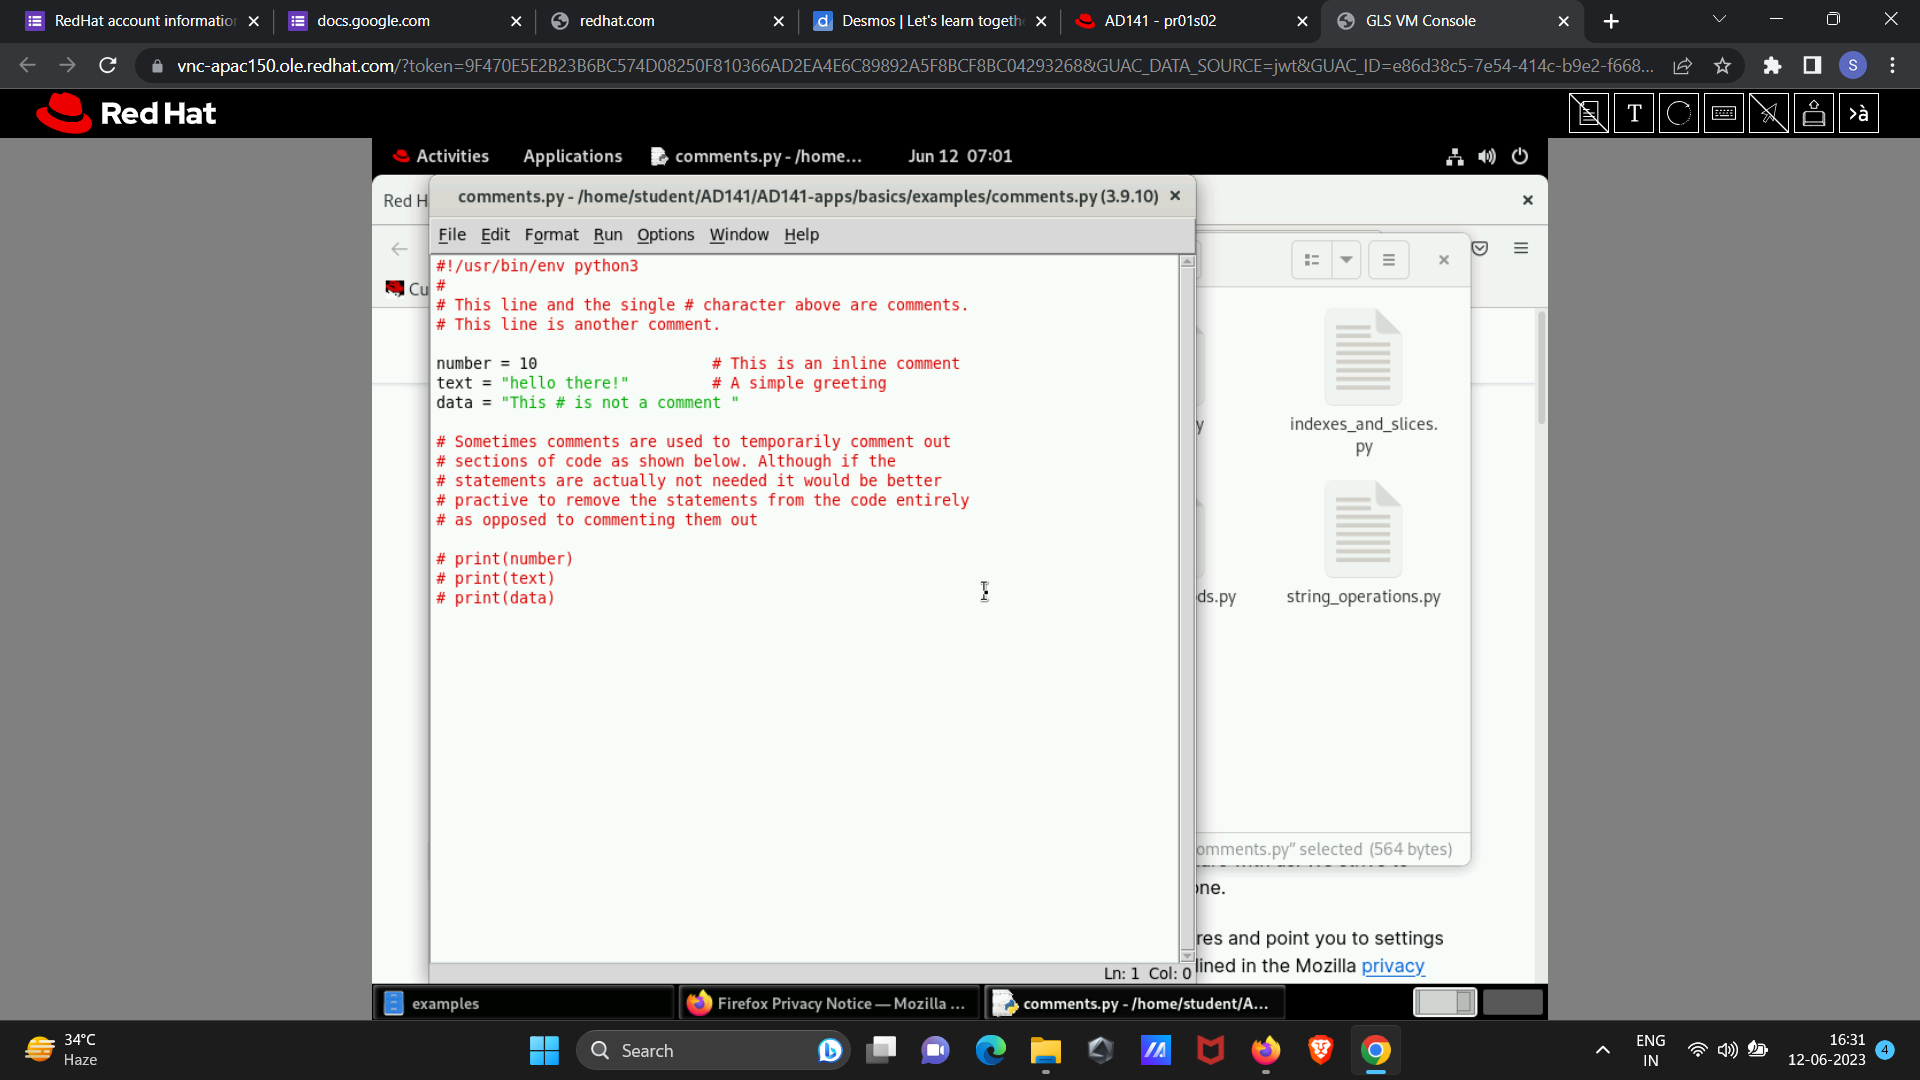 RedHat account information
docs.google.com
redhat.com
Desmos | Let's learn togeth
AD141 - pr01s02
GLS VM Console
vnc-apac150.ole.redhat.com/?token=9F470E5E2B23B6BC574D08250F810366AD2EA4E6C89892A5F8BCF8BC04293268&GUAC_DATA_SOURCE=jwt&GUAC_ID=e86d38c5-7e54-414c-b9e2-f668...
S
Red Hat
T
>à
Activities
Applications
comments.py - /home...
Jun 12 07:01
Red H
comments.py - /home/student/AD141/AD141-apps/basics/examples/comments.py (3.9.10)
File Edit Format Run Options Window Help
Cu
#!/usr/bin/env python3
#
# This line and the single # character above are comments.
# This line is another comment.
number = 10 # This is an inline comment
text = "hello there!" # A simple greeting
data = "This # is not a comment "
# Sometimes comments are used to temporarily comment out
# sections of code as shown below. Although if the
# statements are actually not needed it would be better
# practive to remove the statements from the code entirely
# as opposed to commenting them out
# print(number)
# print(text)
# print(data)
Ln: 1 Col: 0
y
indexes_and_slices.
py
ds.py
string_operations.py
omments.py" selected (564 bytes)
one.
res and point you to settings
lined in the Mozilla privacy
examples
Firefox Privacy Notice — Mozilla ...
comments.py - /home/student/A...
34°C
Haze
Search
ENG
IN
16:31
12-06-2023
4